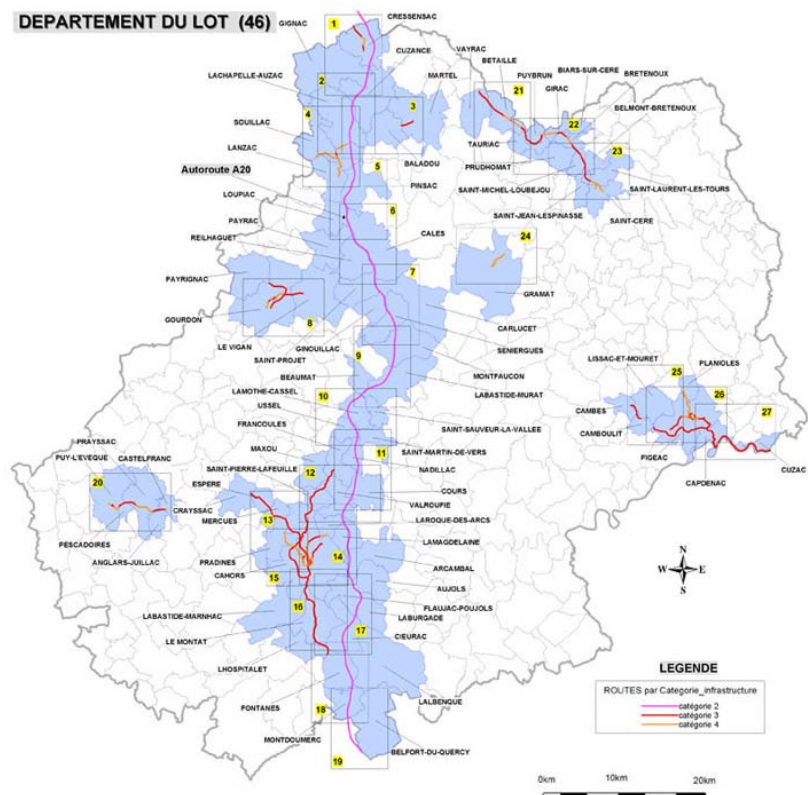 DEPARTEMENT DU LOT (46)
1
CRESSENSAC
GIGNAC
CUZANCE
VAYRAC
BETAILLE
PUYBRUN
BIARS-SUR-CERE
BRETENOUX
GIRAC
BELMONT-BRETENOUX
LACHAPELLE-AUZAC
2
MARTEL
21
3
4
22
SOUILLAC
TAURIAC
23
LANZAC
PRUDHOMAT
BALADOU
5
Autoroute A20
SAINT-MICHEL-LOUBEJOU
PINSAC
SAINT-LAURENT-LES-TOURS
LOUPIAC
6
SAINT-JEAN-LESPINASSE
SAINT-CERE
PAYRAC
CALES
24
REILHAGUET
7
PAYRIGNAC
GRAMAT
GOURDON
8
CARLUCET
LE VIGAN
GINOUILLAC
SENIERGUES
SAINT-PROJET
9
LISSAC-ET-MOURET
PLANIOLES
BEAUMAT
MONTFAUCON
25
LAMOTHE-CASSEL
10
LABASTIDE-MURAT
26
USSEL
CAMBES
27
FRANCOULES
SAINT-SAUVEUR-LA-VALLEE
CAMBOULIT
PRAYSSAC
MAXOU
11
SAINT-MARTIN-DE-VERS
FIGEAC
PUY-L'EVEQUE
CASTELFRANC
SAINT-PIERRE-LAFEUILLE
12
NADILLAC
CUZAC
20
ESPERE
COURS
CAPDENAC
CRAYSSAC
VALROUFIE
MERCUES
13
LAROQUE-DES-ARCS
PESCADOIRES
LAMAGDELAINE
ANGLARS-JUILLAC
PRADINES
14
ARCAMBAL
CAHORS
15
AUJOLS
N
W
E
S
LABASTIDE-MARNHAC
16
FLAUJAC-POUJOLS
LABURGADE
LE MONTAT
17
CIEURAC
LHOSPITALET
LEGENDE
ROUTES par Categorie_infrastructure
catégorie 2
catégorie 3
catégorie 4
FONTANES
18
LALBENQUE
MONTDOUMERC
BELFORT-DU-QUERCY
19
0km
10km
20km